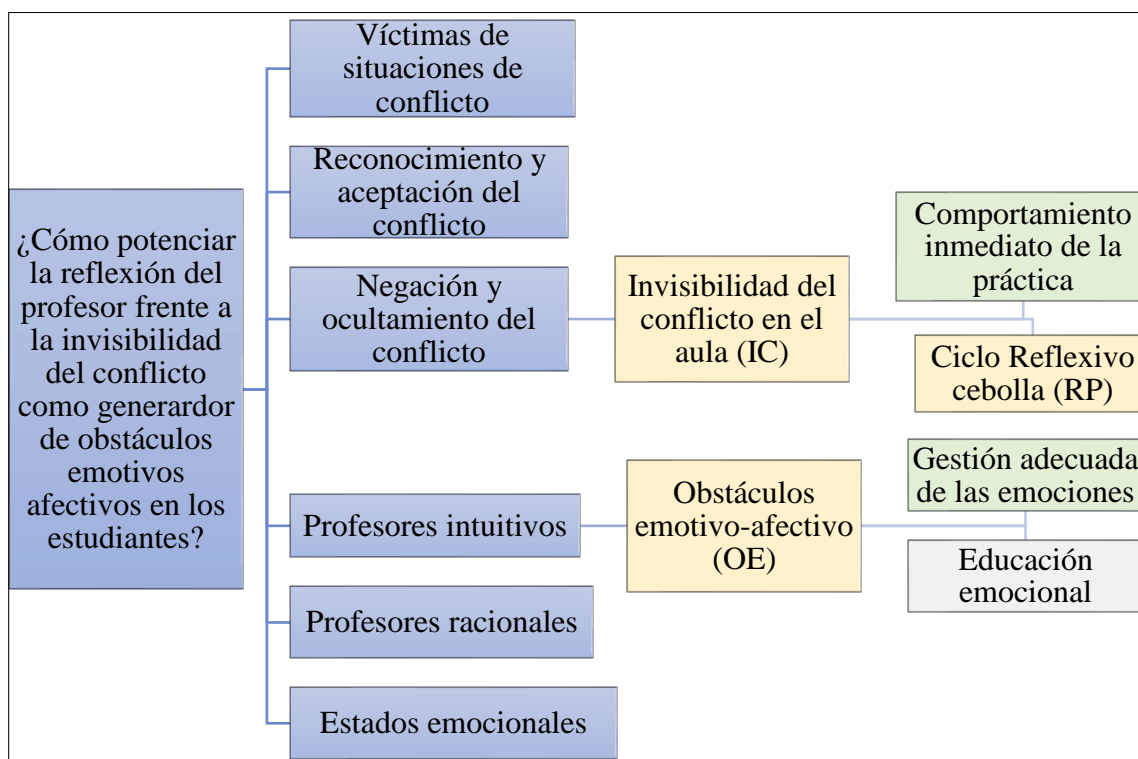 ¿Cómo potenciar
la reflexión del
profesor frente a
la invisibilidad
del conflicto
como generardor
de obstáculos
emotivos
afectivos en los
estudiantes?
Víctimas de
situaciones de
conflicto
Reconocimiento y
aceptación del
conflicto
Negación y
ocultamiento del
conflicto
Invisibilidad del
conflicto en el
aula (IC)
Comportamiento
inmediato de la
práctica
Ciclo Reflexivo
cebolla (RP)
Profesores intuitivos
Obstáculos
emotivo-afectivo
(OE)
Gestión adecuada
de las emociones
Educación
emocional
Profesores racionales
Estados emocionales